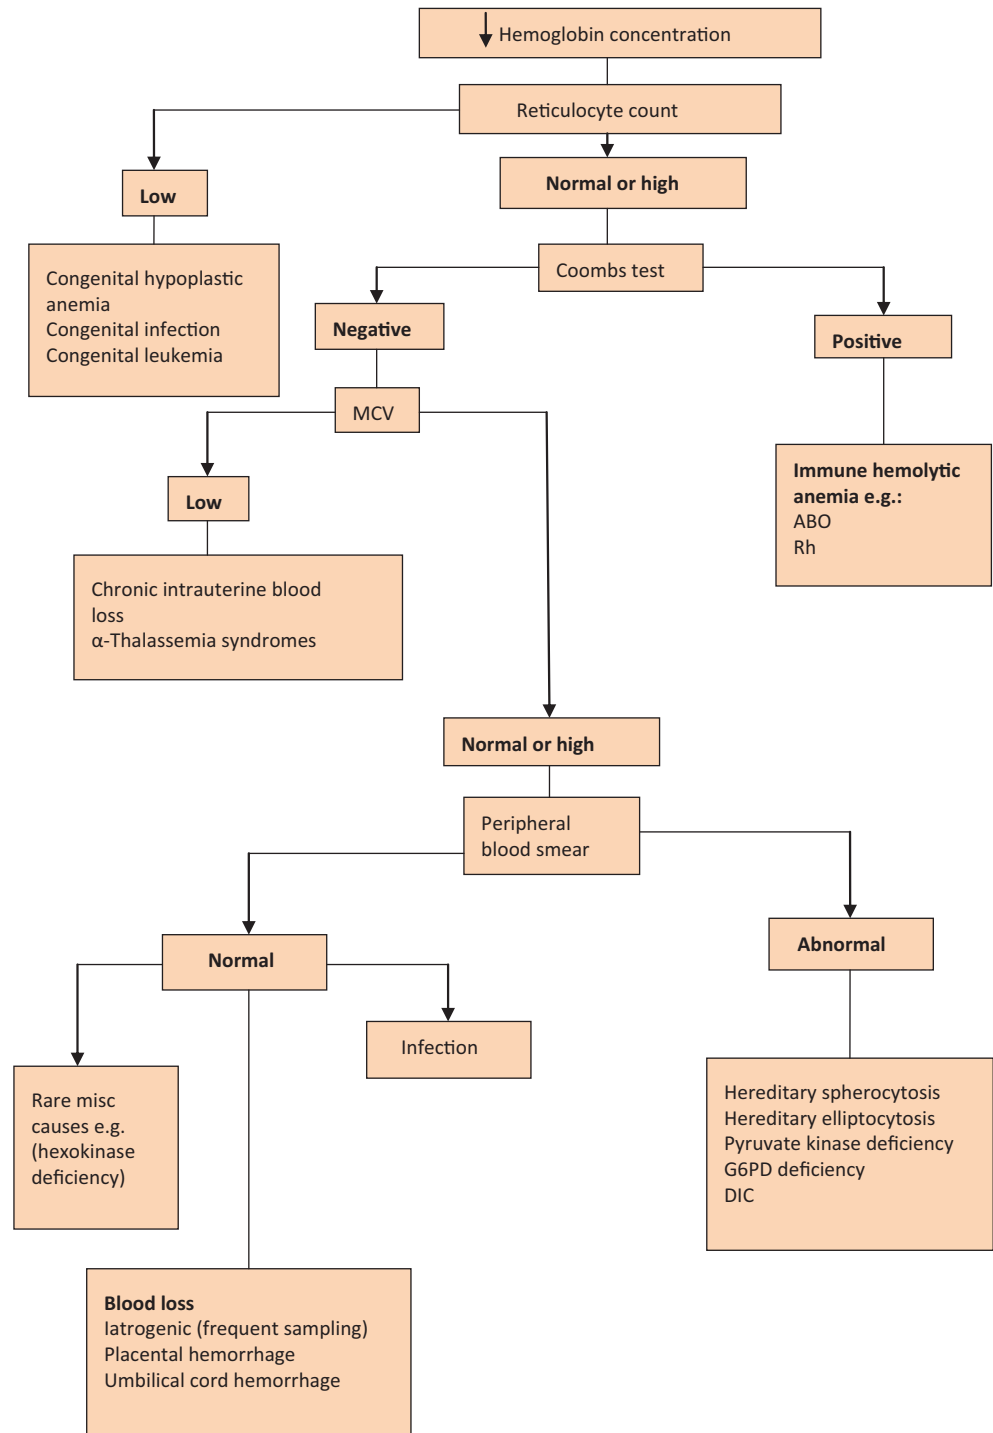 Hemoglobin concentration
Reticulocyte count
Low
Normal or high
Congenital hypoplastic
anemia
Congenital infection
Congenital leukemia
Coombs test
Negative
Positive
MCV
Low
Immune hemolytic
anemia e.g.:
ABO
Rh
Chronic intrauterine blood
loss
α-Thalassemia syndromes
Normal or high
Peripheral
blood smear
Normal
Abnormal
Infection
Rare misc
causes e.g.
(hexokinase
deficiency)
Hereditary spherocytosis
Hereditary elliptocytosis
Pyruvate kinase deficiency
G6PD deficiency
DIC
Blood loss
Iatrogenic (frequent sampling)
Placental hemorrhage
Umbilical cord hemorrhage